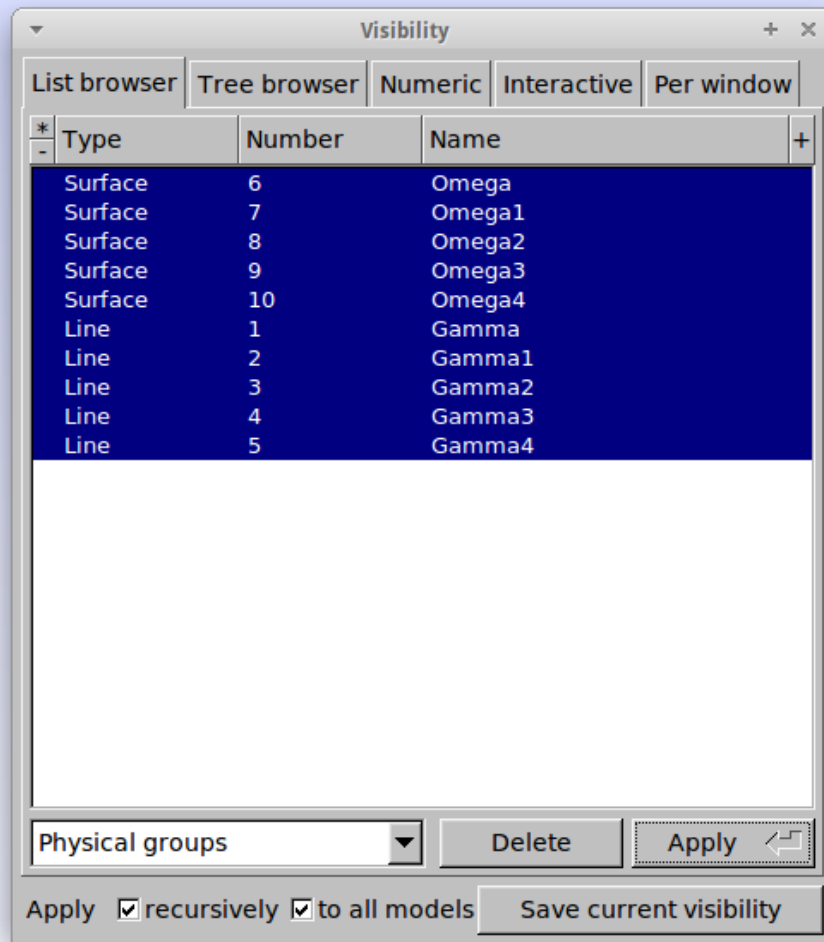 Visibility
List browser Tree browser Numeric Interactive Per window
* - Type Number Name +
Surface 6 Omega
Surface 7 Omega1
Surface 8 Omega2
Surface 9 Omega3
Surface 10 Omega4
Line 1 Gamma
Line 2 Gamma1
Line 3 Gamma2
Line 4 Gamma3
Line 5 Gamma4
Physical groups Delete Apply
Apply recursively to all models Save current visibility